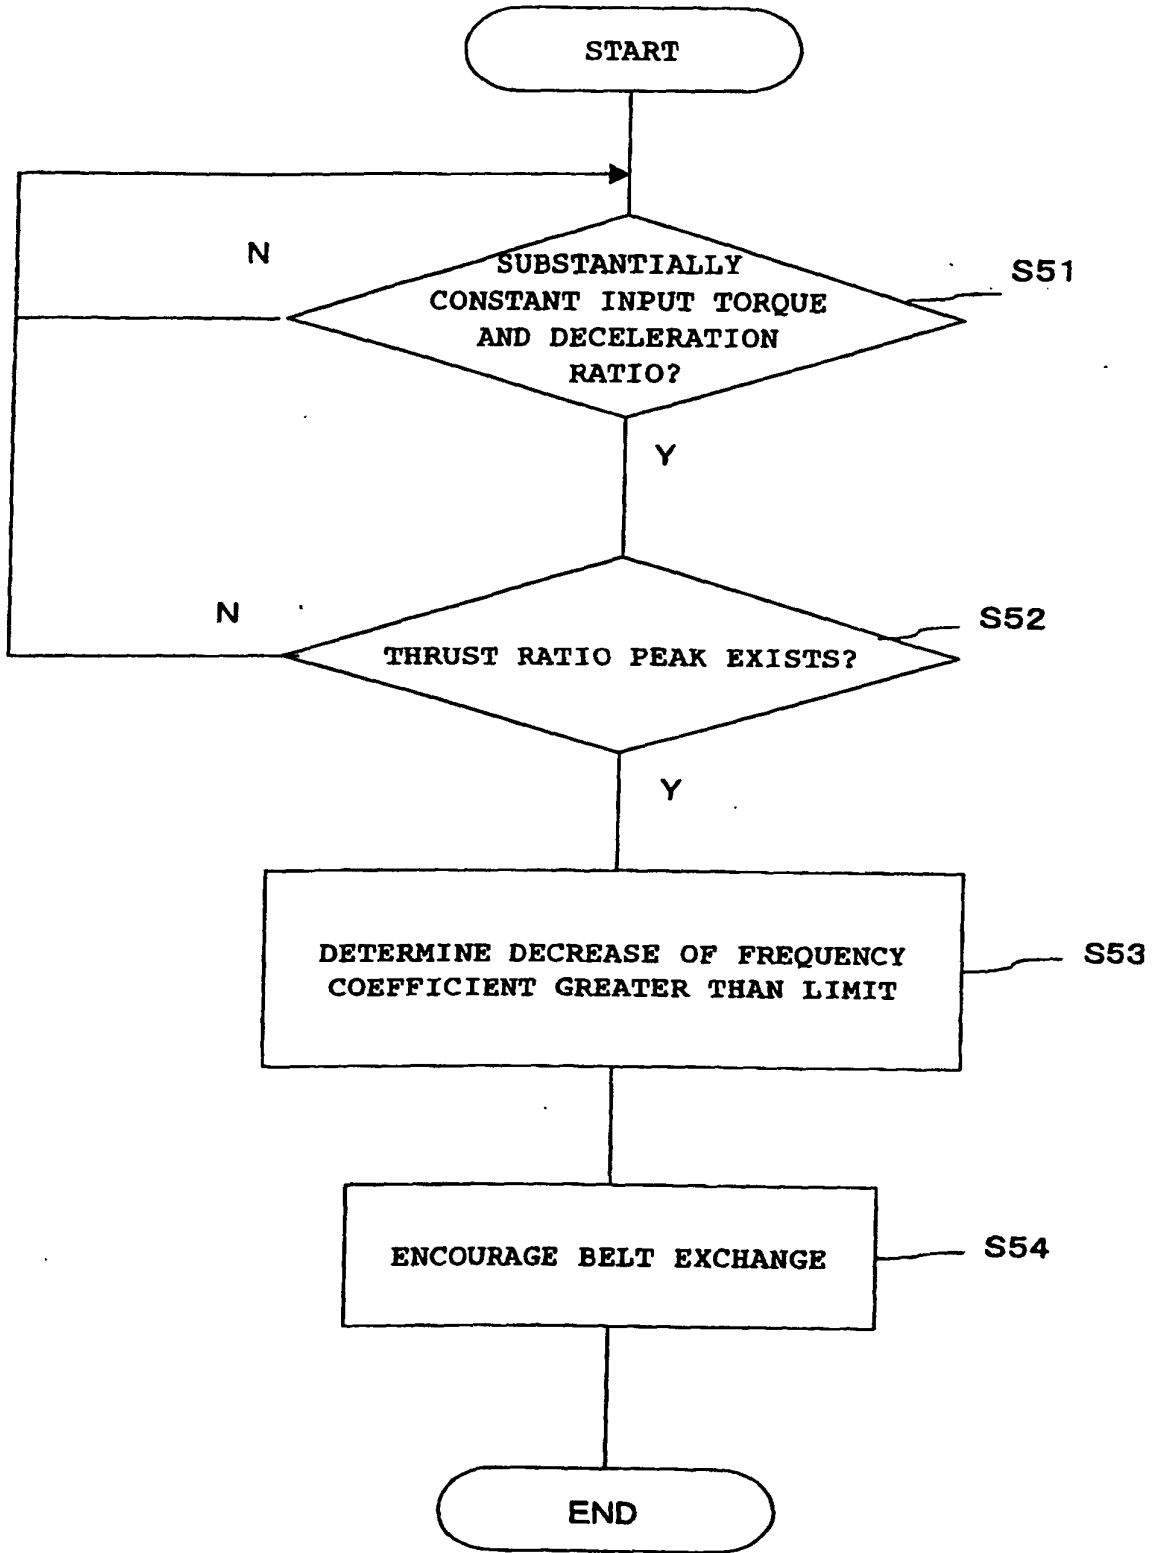 START
N
SUBSTANTIALLY
CONSTANT INPUT TORQUE
AND DECELERATION
RATIO?
S51
Y
N
THRUST RATIO PEAK EXISTS?
S52
Y
DETERMINE DECREASE OF FREQUENCY
COEFFICIENT GREATER THAN LIMIT
S53
ENCOURAGE BELT EXCHANGE
S54
END